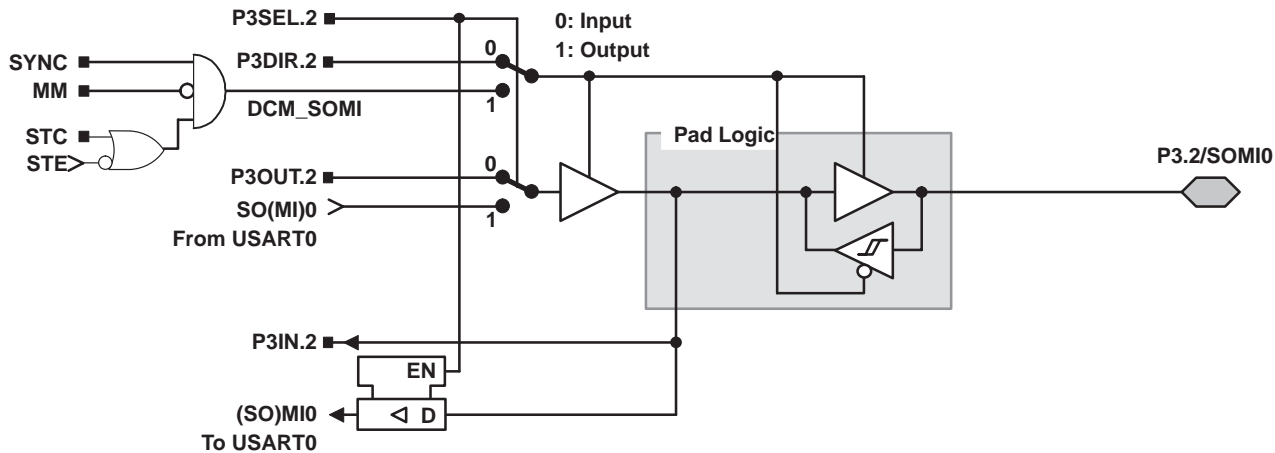 P3SEL.2
0: Input
1: Output
P3DIR.2
0
SYNC
MM
1
DCM_SOMI
STC
STE
Pad Logic
P3.2/SOMI0
P3OUT.2
0
SO(MI)0
1
From USART0
P3IN.2
EN
(SO)MI0
D
To USART0